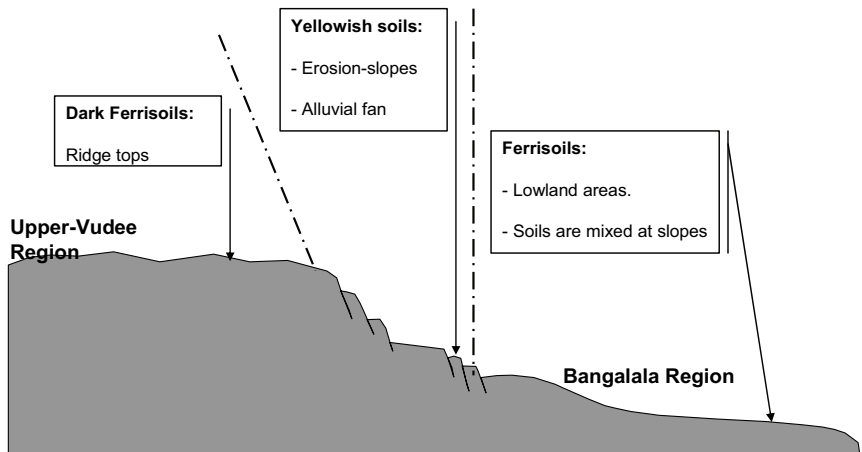 Yellowish soils:
- Erosion-slopes
- Alluvial fan
Dark Ferrisoils:
Ridge tops
Ferrisoils:
- Lowland areas.
- Soils are mixed at slopes
Upper-Vudee
Region
Bangalala Region